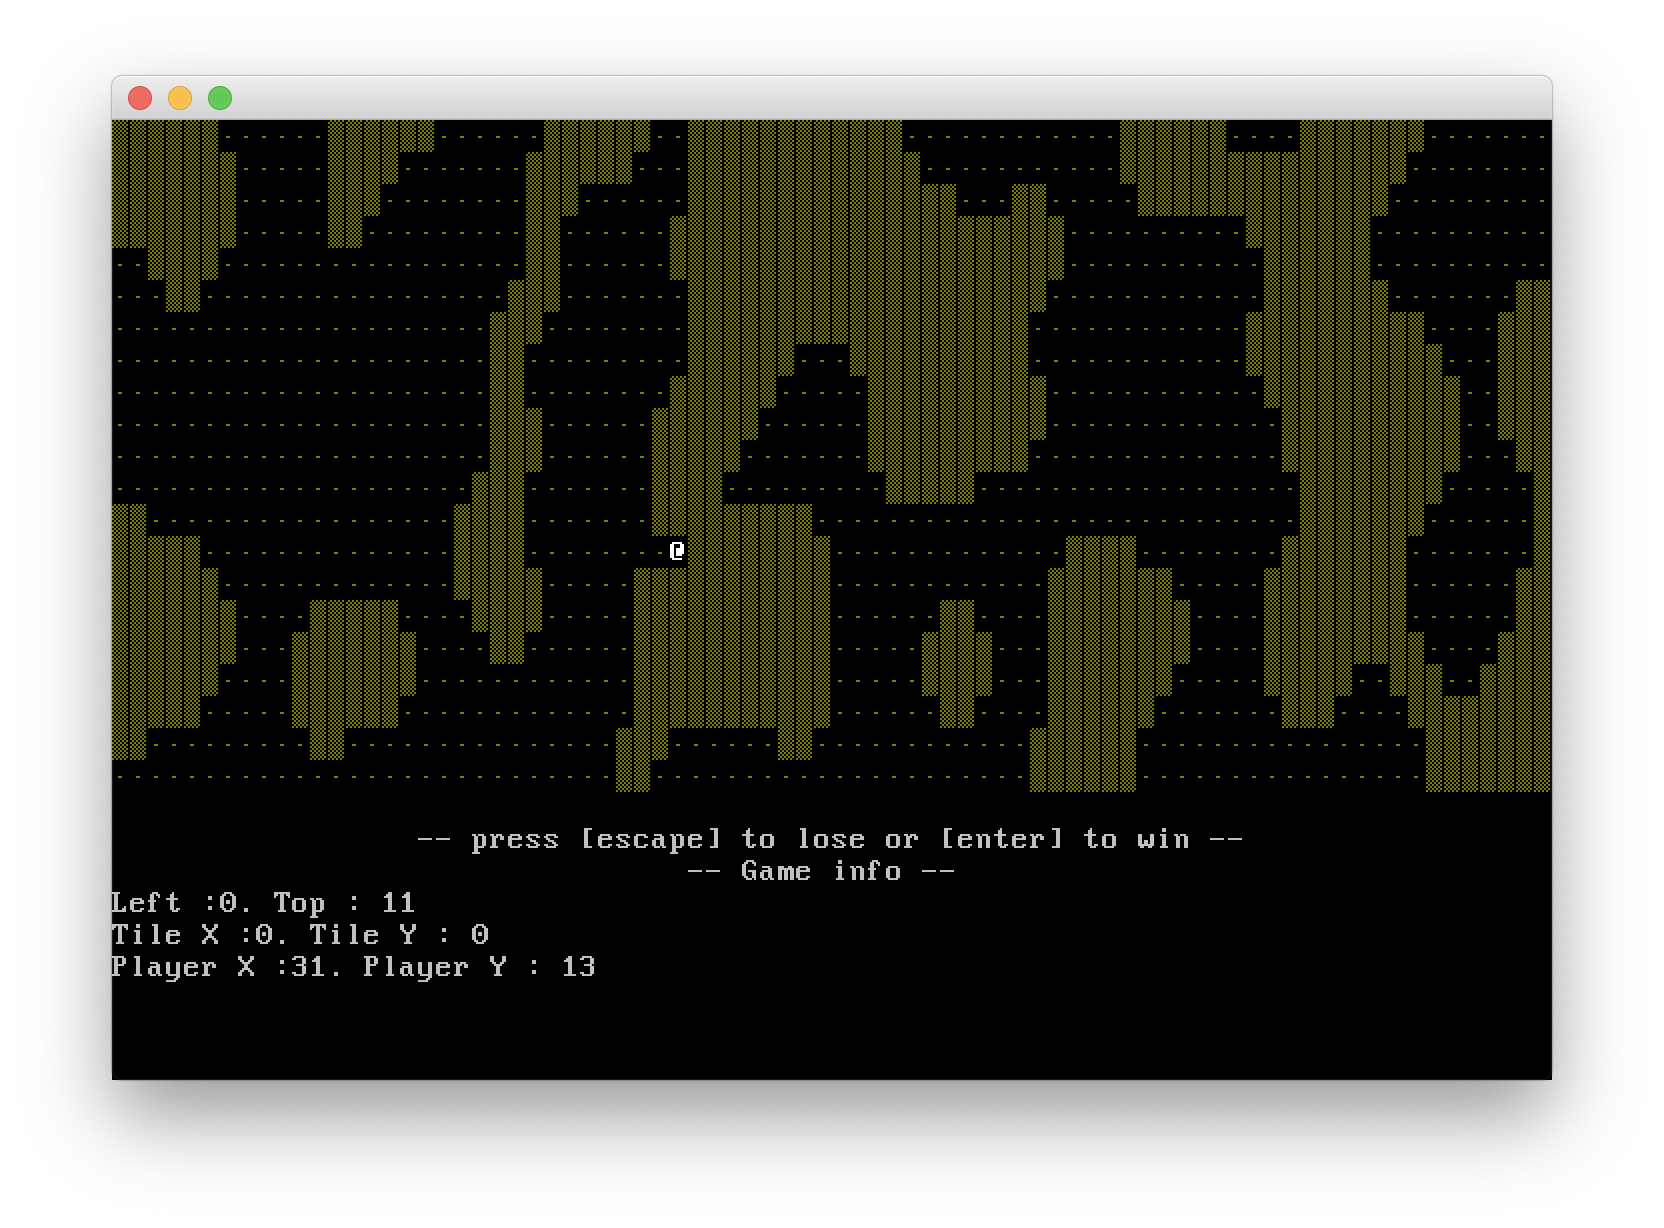 @
-- press [escape] to lose or [enter] to win --
-- Game info --
Left :0. Top : 11
Tile X :0. Tile Y : 0
Player X :31. Player Y : 13